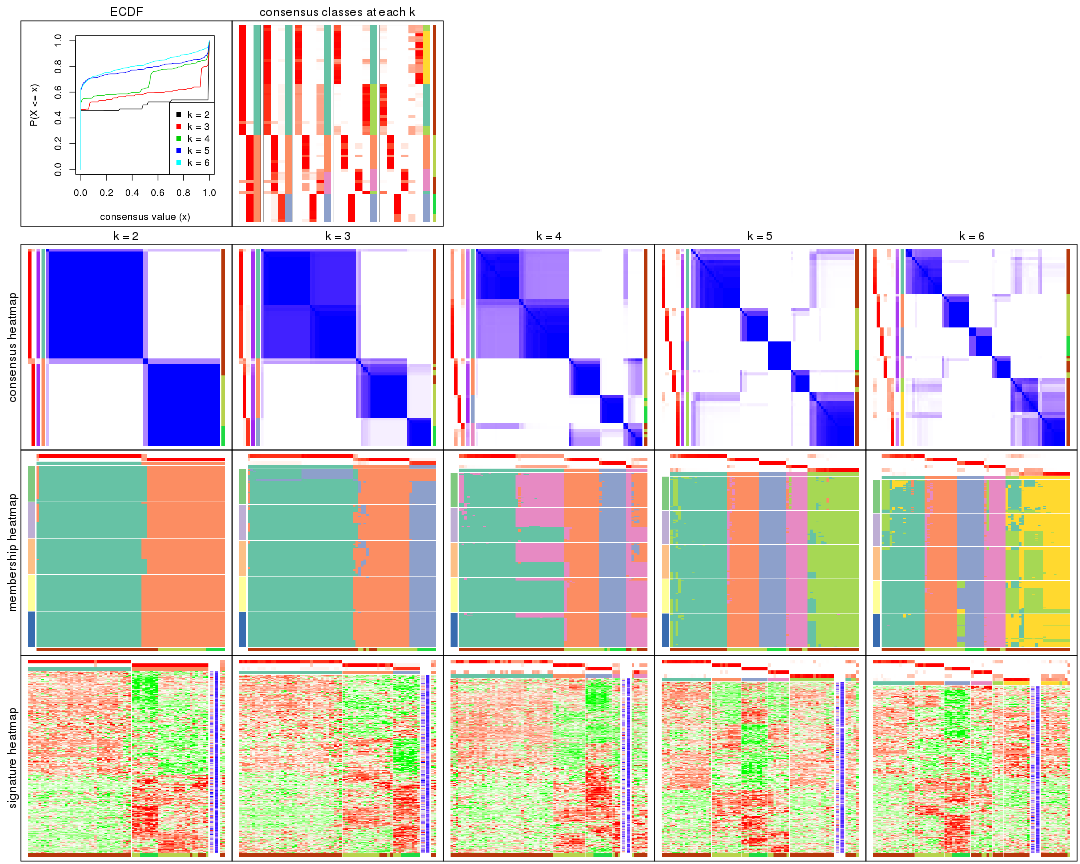 ECDF
consensus classes at each k
P(X <= x)
0.0 0.2 0.4 0.6 0.8 1.0
k = 2
k = 3
k = 4
k = 5
k = 6
0.0 0.2 0.4 0.6 0.8 1.0
consensus value (x)
k = 2 k = 3 k = 4 k = 5 k = 6
consensus heatmap
membership heatmap
signature heatmap